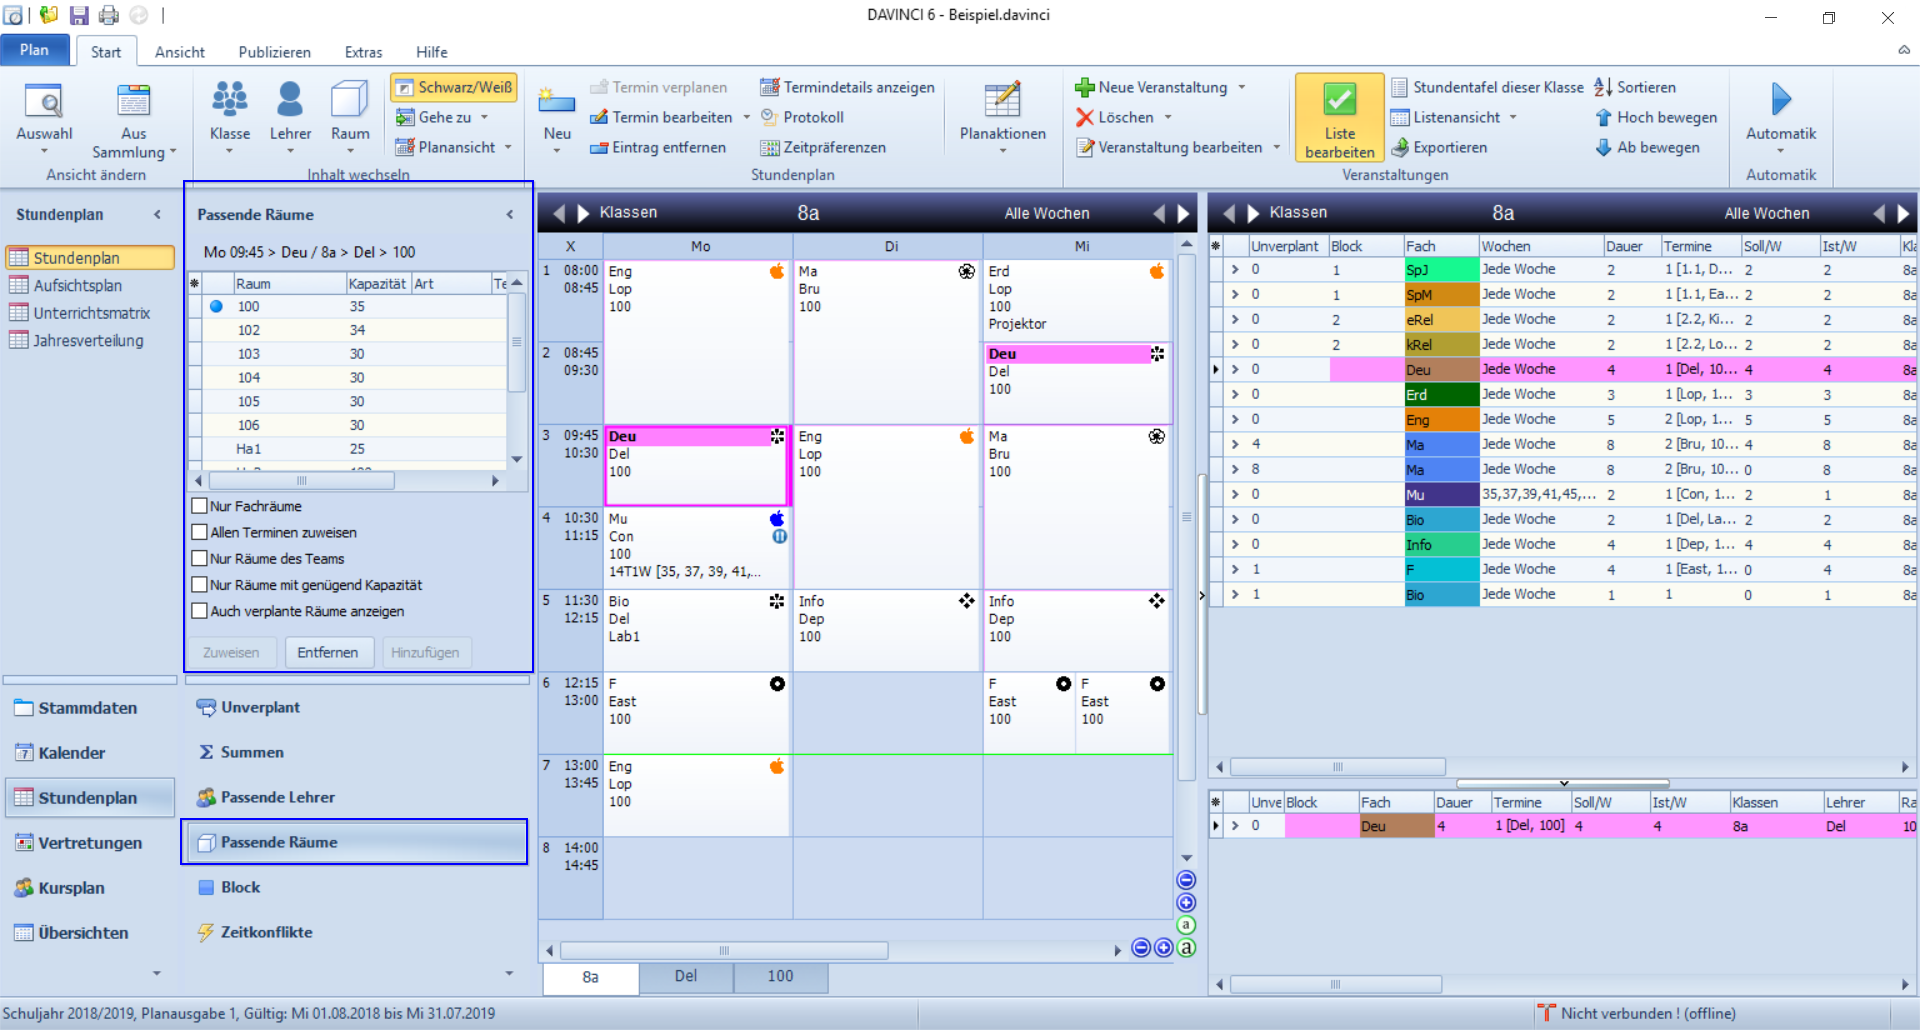 DAVINCI 6 - Beispiel.davinci
Plan
Start
Ansicht
Publizieren
Extras
Hilfe
Auswahl
Aus Sammlung
Ansicht ändern
Klasse
Lehrer
Raum
Schwarz/Weiß
Gehe zu
Planansicht
Inhalt wechseln
Neu
Termin verplanen
Termin bearbeiten
Eintrag entfernen
Termindetails anzeigen
Protokoll
Zeitpräferenzen
Stundenplan
Planaktionen
Neue Veranstaltung
Löschen
Veranstaltung bearbeiten
Liste bearbeiten
Stundentafel dieser Klasse
Listenansicht
Exportieren
Sortieren
Hoch bewegen
Ab bewegen
Veranstaltungen
Automatik
Automatik
Stundenplan
Stundenplan
Aufsichtsplan
Unterrichtsmatrix
Jahresverteilung
Stammdaten
Kalender
Stundenplan
Vertretungen
Kursplan
Übersichten
Passende Räume
Mo 09:45 > Deu / 8a > Del > 100
Raum Kapazität Art Te
100 35
102 34
103 30
104 30
105 30
106 30
Ha1 25
Nur Fachräume
Allen Terminen zuweisen
Nur Räume des Teams
Nur Räume mit genügend Kapazität
Auch verplante Räume anzeigen
Zuweisen Entfernen Hinzufügen
Unverplant
Summen
Passende Lehrer
Passende Räume
Block
Zeitkonflikte
Klassen 8a Alle Wochen
X Mo Di Mi
1 08:00 08:45
Eng Lop 100
Ma Bru 100
Erd Lop 100 Projektor
2 08:45 09:30
Deu Del 100
3 09:45 10:30
Deu Del 100
Eng Lop 100
Ma Bru 100
4 10:30 11:15
Mu Con 100 14T1W [35, 37, 39, 41,...
5 11:30 12:15
Bio Del Lab1
Info Dep 100
Info Dep 100
6 12:15 13:00
F East 100
F East 100
F East 100
7 13:00 13:45
Eng Lop 100
8 14:00 14:45
a
a
8a Del 100
Klassen 8a Alle Wochen
Unverplant Block Fach Wochen Dauer Termine Soll/W Ist/W Kla
0 1 SpJ Jede Woche 2 1 [1.1, D... 2 2 8a
0 1 SpM Jede Woche 2 1 [1.1, Ea... 2 2 8a
0 2 eRel Jede Woche 2 1 [2.2, Ki... 2 2 8a
0 2 kRel Jede Woche 2 1 [2.2, Lo... 2 2 8a
0 Deu Jede Woche 4 1 [Del, 10... 4 4 8a
0 Erd Jede Woche 3 1 [Lop, 1... 3 3 8a
0 Eng Jede Woche 5 2 [Lop, 1... 5 5 8a
4 Ma Jede Woche 8 2 [Bru, 10... 4 8 8a
8 Ma Jede Woche 8 2 [Bru, 10... 0 8 8a
0 Mu 35,37,39,41,45,... 2 1 [Con, 1... 2 1 8a
0 Bio Jede Woche 2 1 [Del, La... 2 2 8a
0 Info Jede Woche 4 1 [Dep, 1... 4 4 8a
1 F Jede Woche 4 1 [East, 1... 0 4 8a
1 Bio Jede Woche 1 1 0 1 8a
Unve Block Fach Dauer Termine Soll/W Ist/W Klassen Lehrer Ra
0 Deu 4 1 [Del, 100] 4 4 8a Del 10
Schuljahr 2018/2019, Planausgabe 1, Gültig: Mi 01.08.2018 bis Mi 31.07.2019
Nicht verbunden ! (offline)